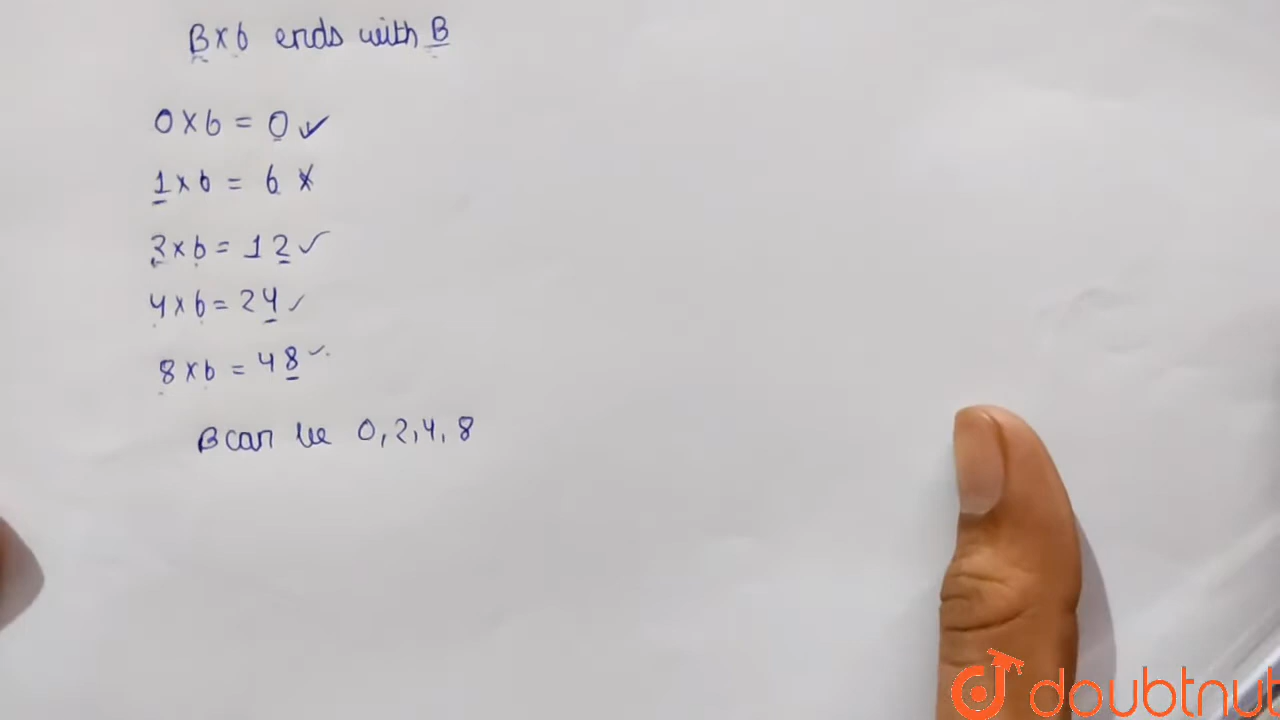 B×6 ends with B
0×6 = 0 ✓
1×6 = 6 ×
2×6 = 12 ✓
4×6 = 24 ✓
8×6 = 48 ✓
B can be 0, 2, 4, 8
doubtnut